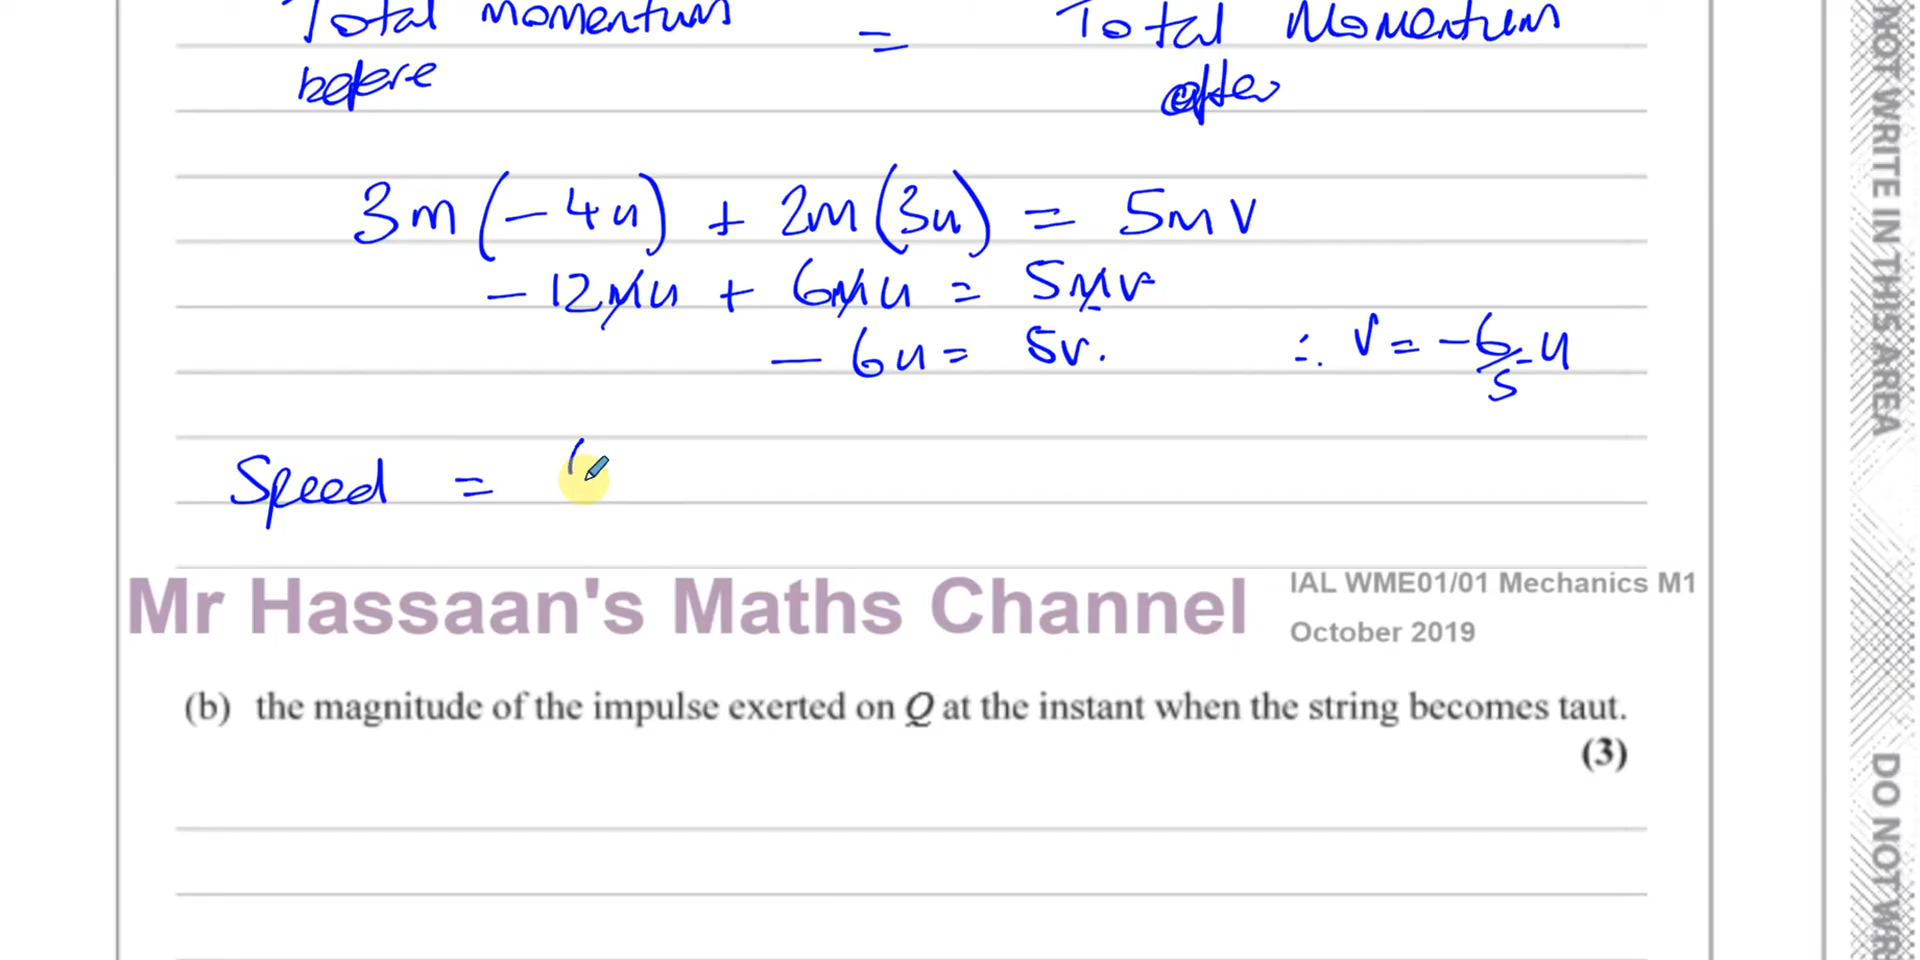 Total momentum = Total Momentum
before after
3m(-4u) + 2m(3u) = 5mv
-12mu + 6mu = 5mv
-6u = 5v. ∴ v = -6/5 u
Speed = 6
Mr Hassaan's Maths Channel
IAL WME01/01 Mechanics M1
October 2019
(b) the magnitude of the impulse exerted on Q at the instant when the string becomes taut.
(3)
NOT WRITE IN THIS AREA
DO NOT WR